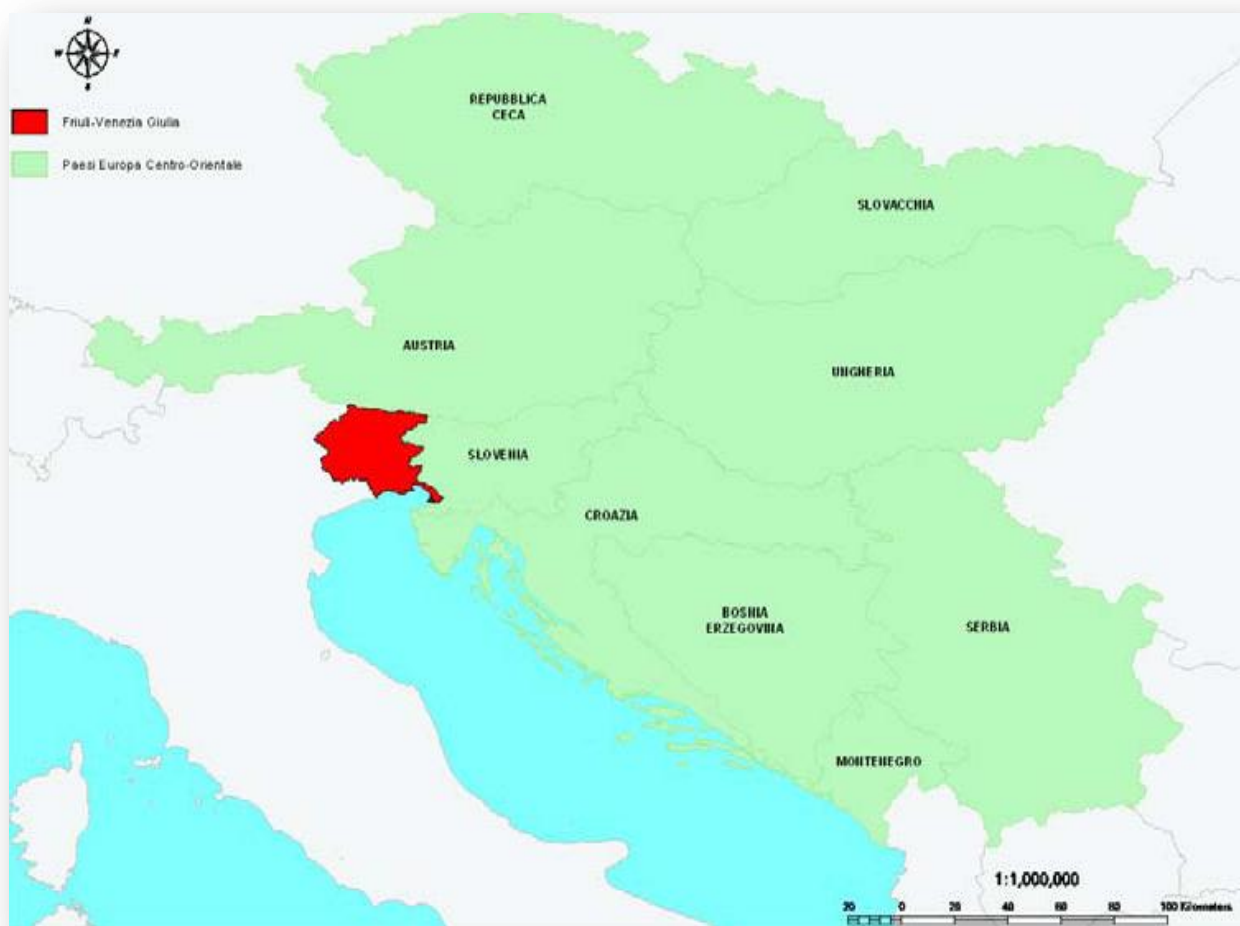 N
W E
S
Friuli-Venezia Giulia
Paesi Europa Centro-Orientale
REPUBBLICA
CECA
SLOVACCHIA
AUSTRIA
UNGHERIA
SLOVENIA
CROAZIA
BOSNIA
ERZEGOVINA
SERBIA
MONTENEGRO
1:1,000,000
20 0 20 40 60 80 100 Kilometers